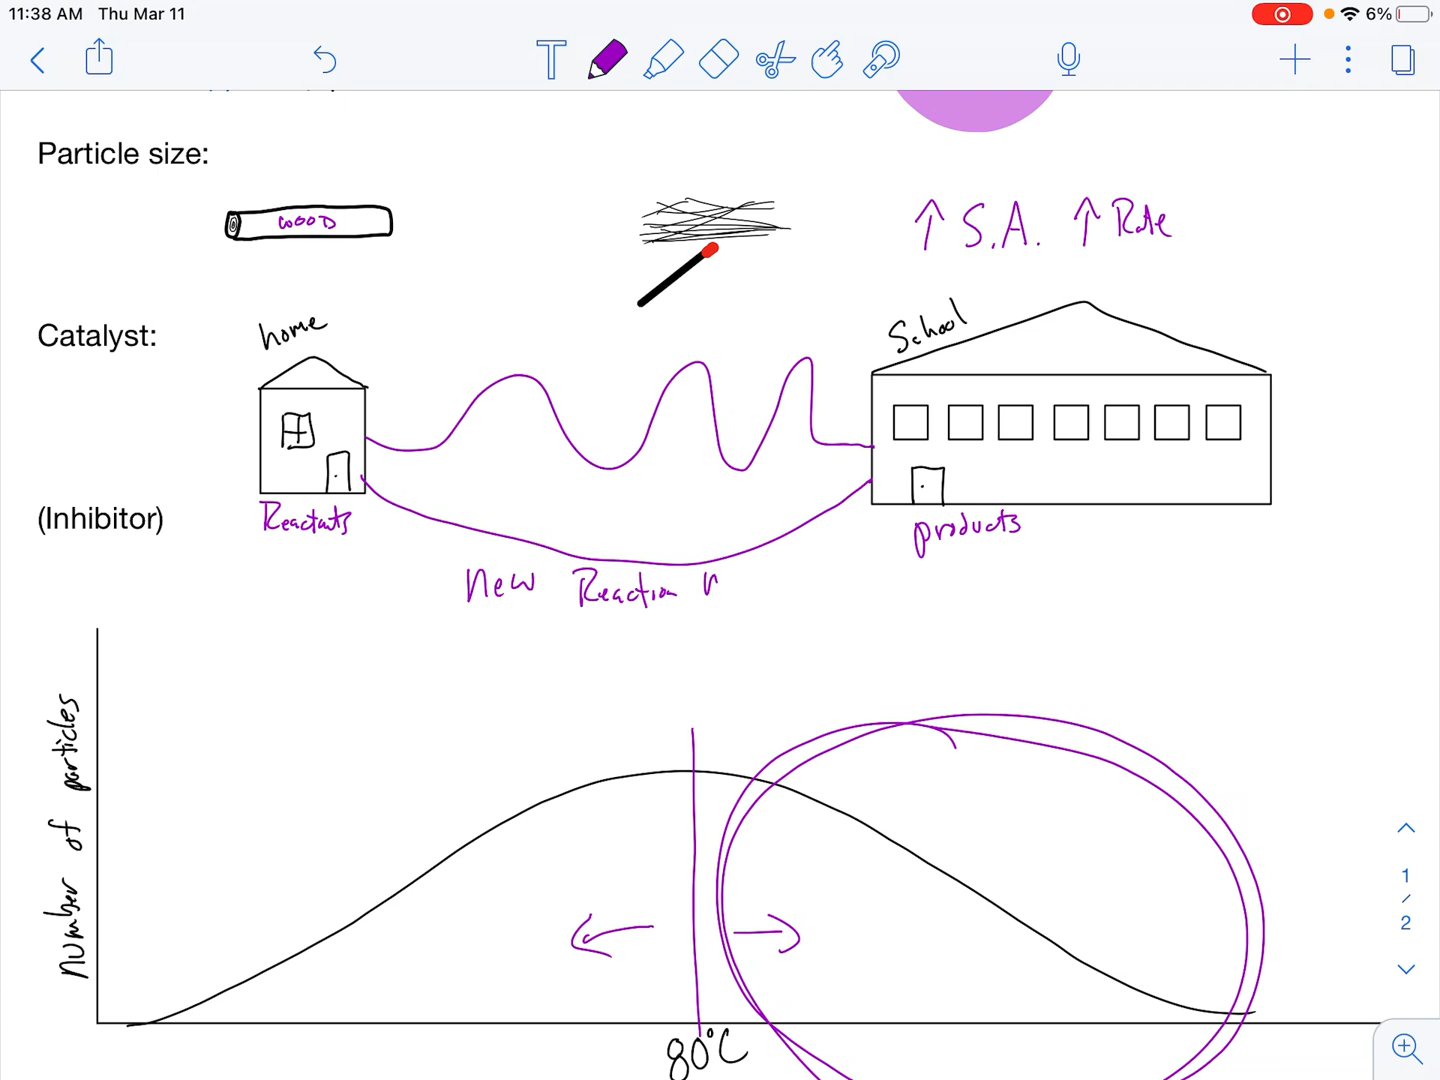 11:38 AM Thu Mar 11
6%
T
Particle size:
WOOD
↑ S.A. ↑ Rate
Catalyst:
home
School
(Inhibitor)
Reactants
products
New Reaction
Number of particles
80°C
1
/
2